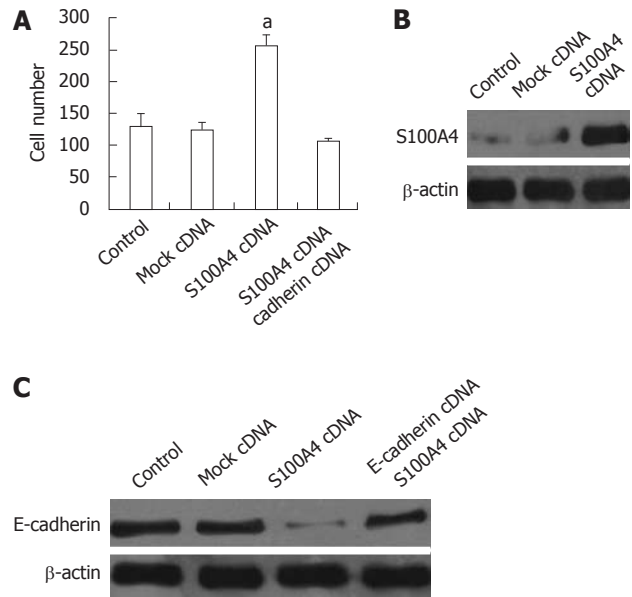 A
300
250
200
150
100
50
0
Cell number
a
Control
Mock cDNA
S100A4 cDNA
S100A4 cDNA
cadherin cDNA
B
Control
Mock cDNA
S100A4
cDNA
S100A4
β-actin
C
Control
Mock cDNA
S100A4 cDNA
E-cadherin cDNA
S100A4 cDNA
E-cadherin
β-actin